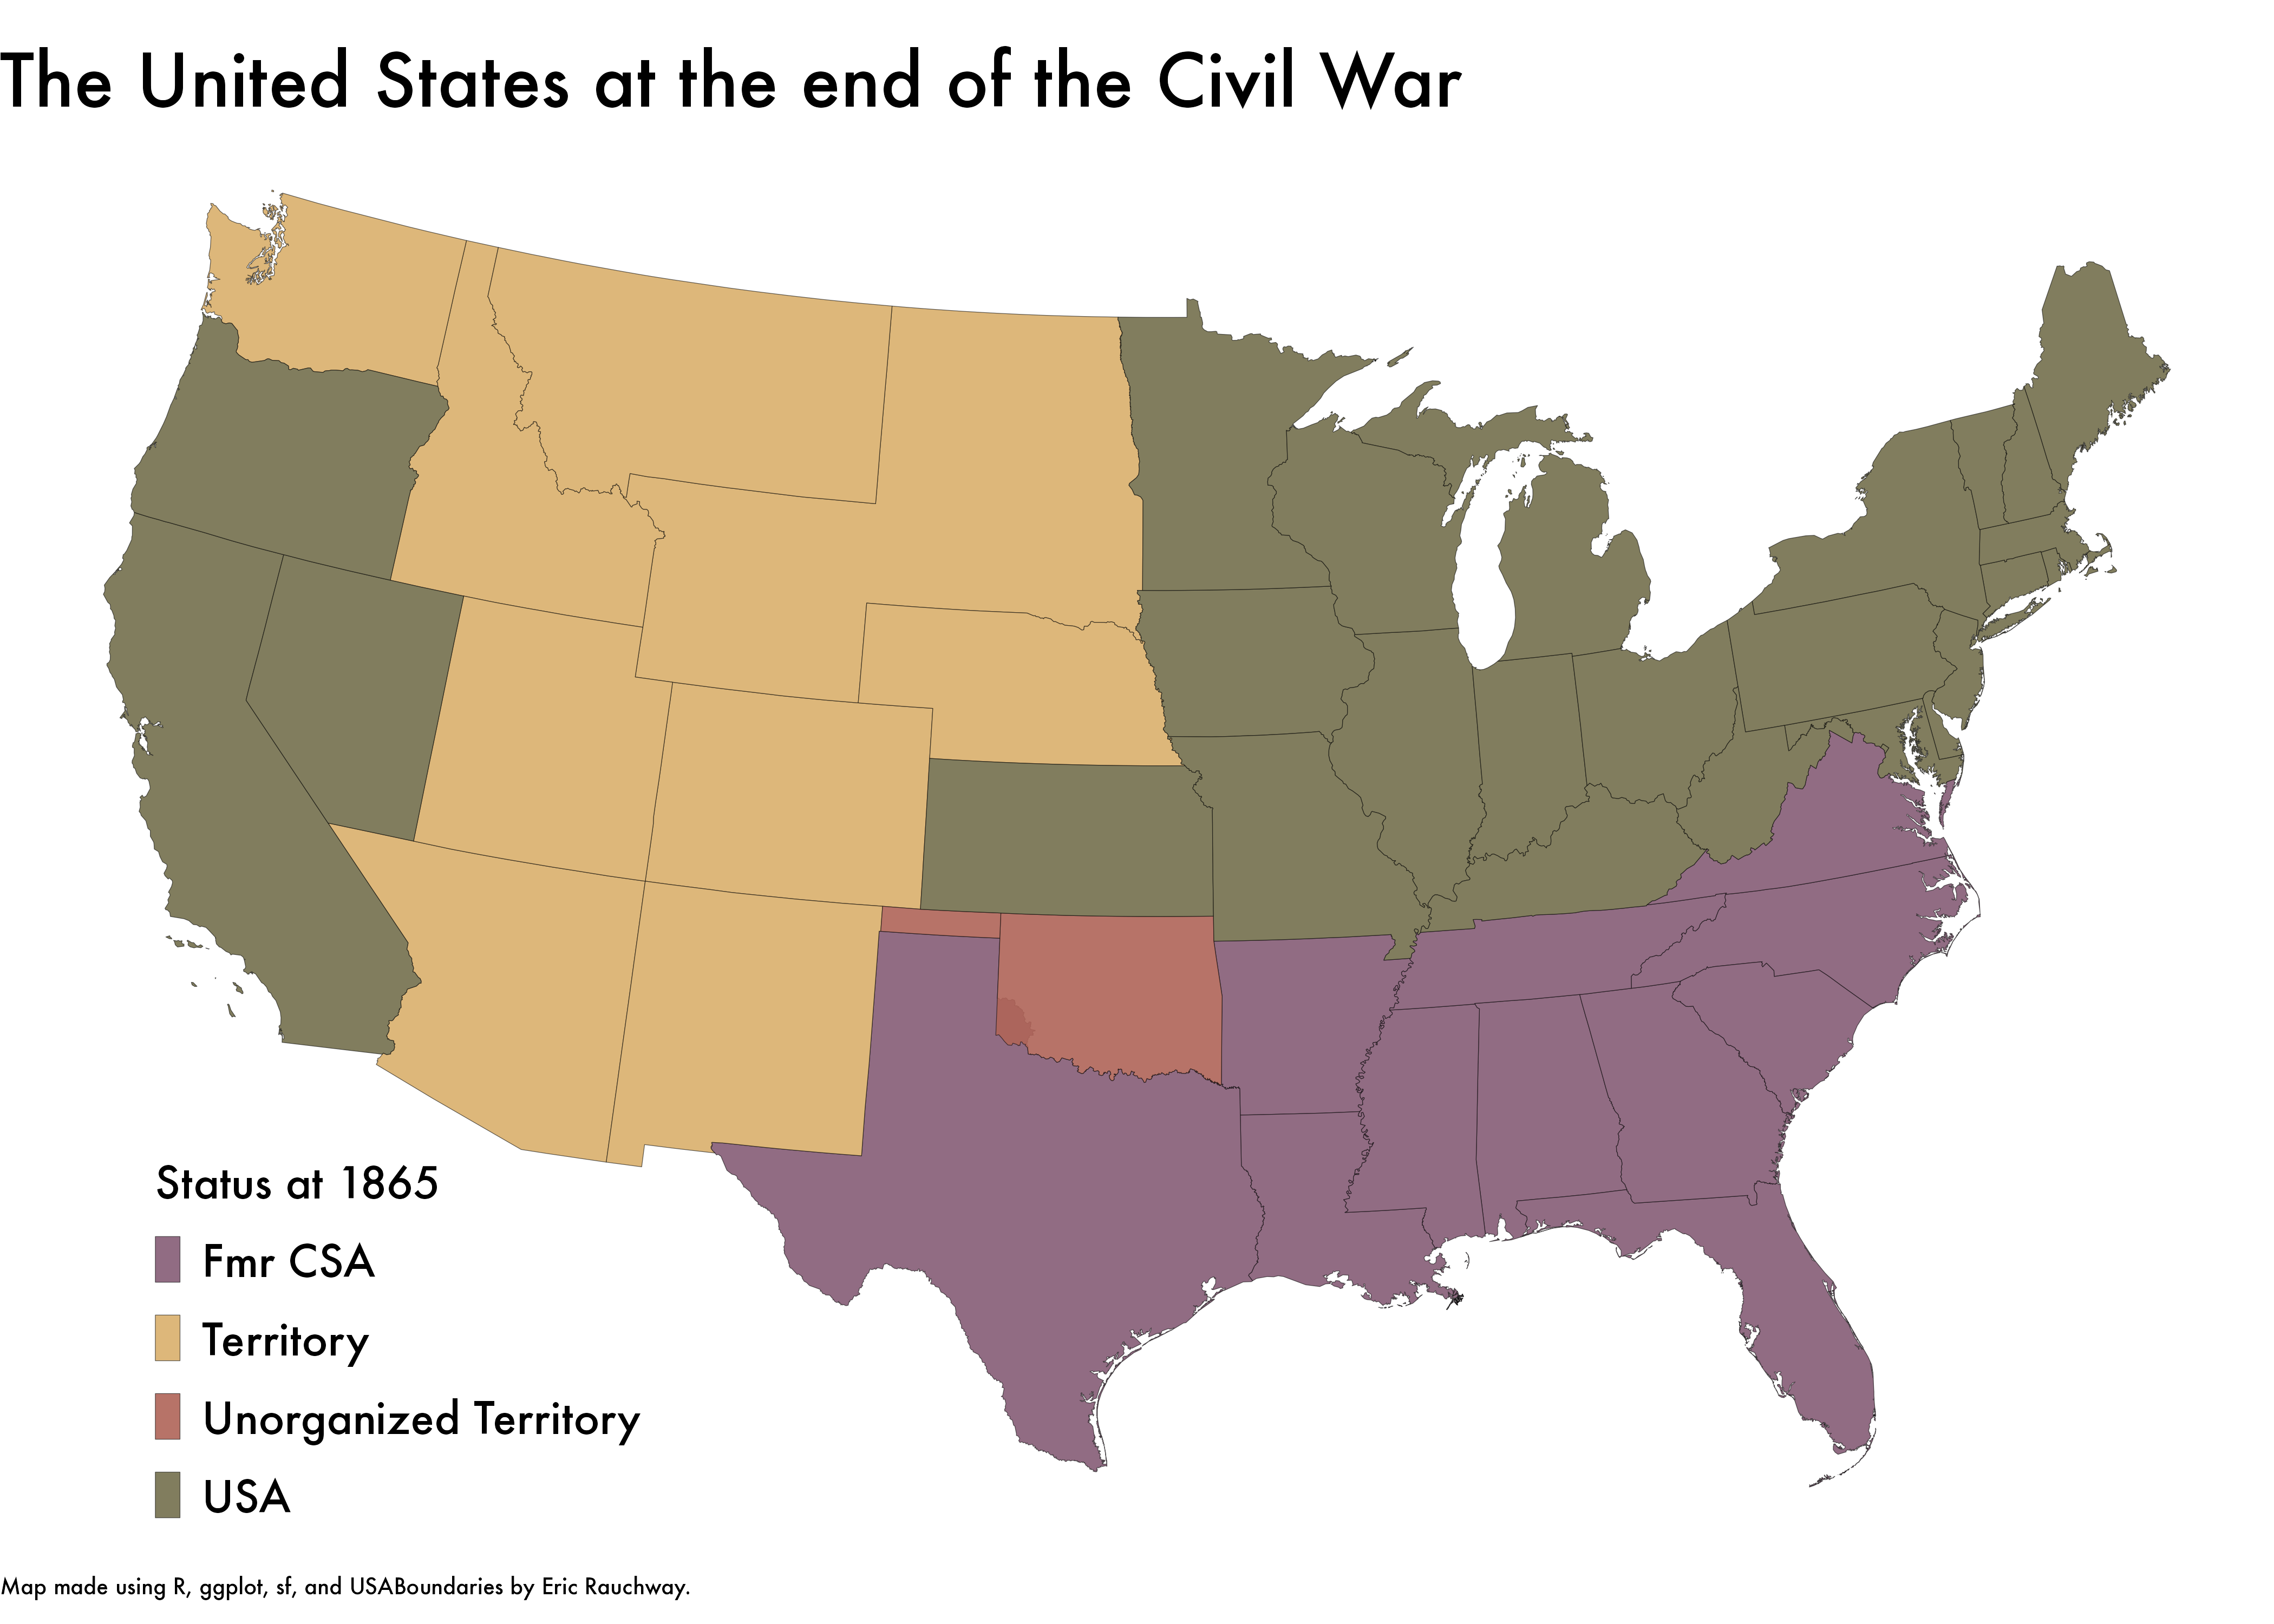 The United States at the end of the Civil War
Status at 1865
Fmr CSA
Territory
Unorganized Territory
USA
Map made using R, ggplot, sf, and USABoundaries by Eric Rauchway.